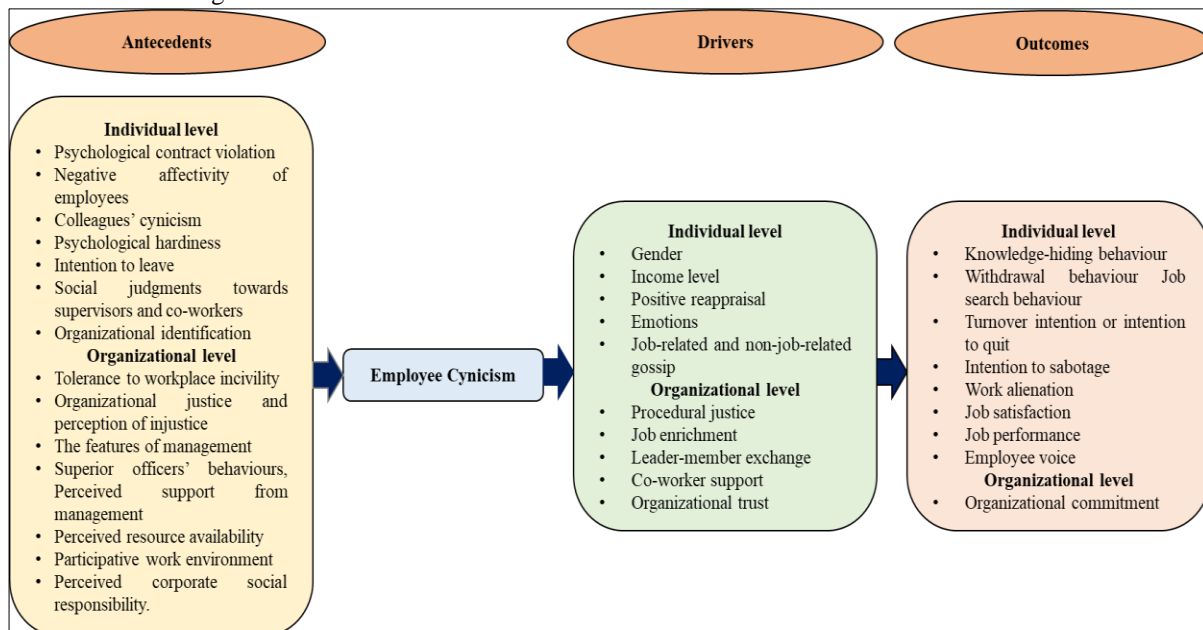 Antecedents
Drivers
Outcomes
Individual level
• Psychological contract violation
• Negative affectivity of
employees
• Colleagues’ cynicism
• Psychological hardiness
• Intention to leave
• Social judgments towards
supervisors and co-workers
• Organizational identification
Organizational level
• Tolerance to workplace incivility
• Organizational justice and
perception of injustice
• The features of management
• Superior officers’ behaviours,
Perceived support from
management
• Perceived resource availability
• Participative work environment
• Perceived corporate social
responsibility.
Employee Cynicism
Individual level
• Gender
• Income level
• Positive reappraisal
• Emotions
• Job-related and non-job-related
gossip
Organizational level
• Procedural justice
• Job enrichment
• Leader-member exchange
• Co-worker support
• Organizational trust
Individual level
• Knowledge-hiding behaviour
• Withdrawal behaviour Job
search behaviour
• Turnover intention or intention
to quit
• Intention to sabotage
• Work alienation
• Job satisfaction
• Job performance
• Employee voice
Organizational level
• Organizational commitment